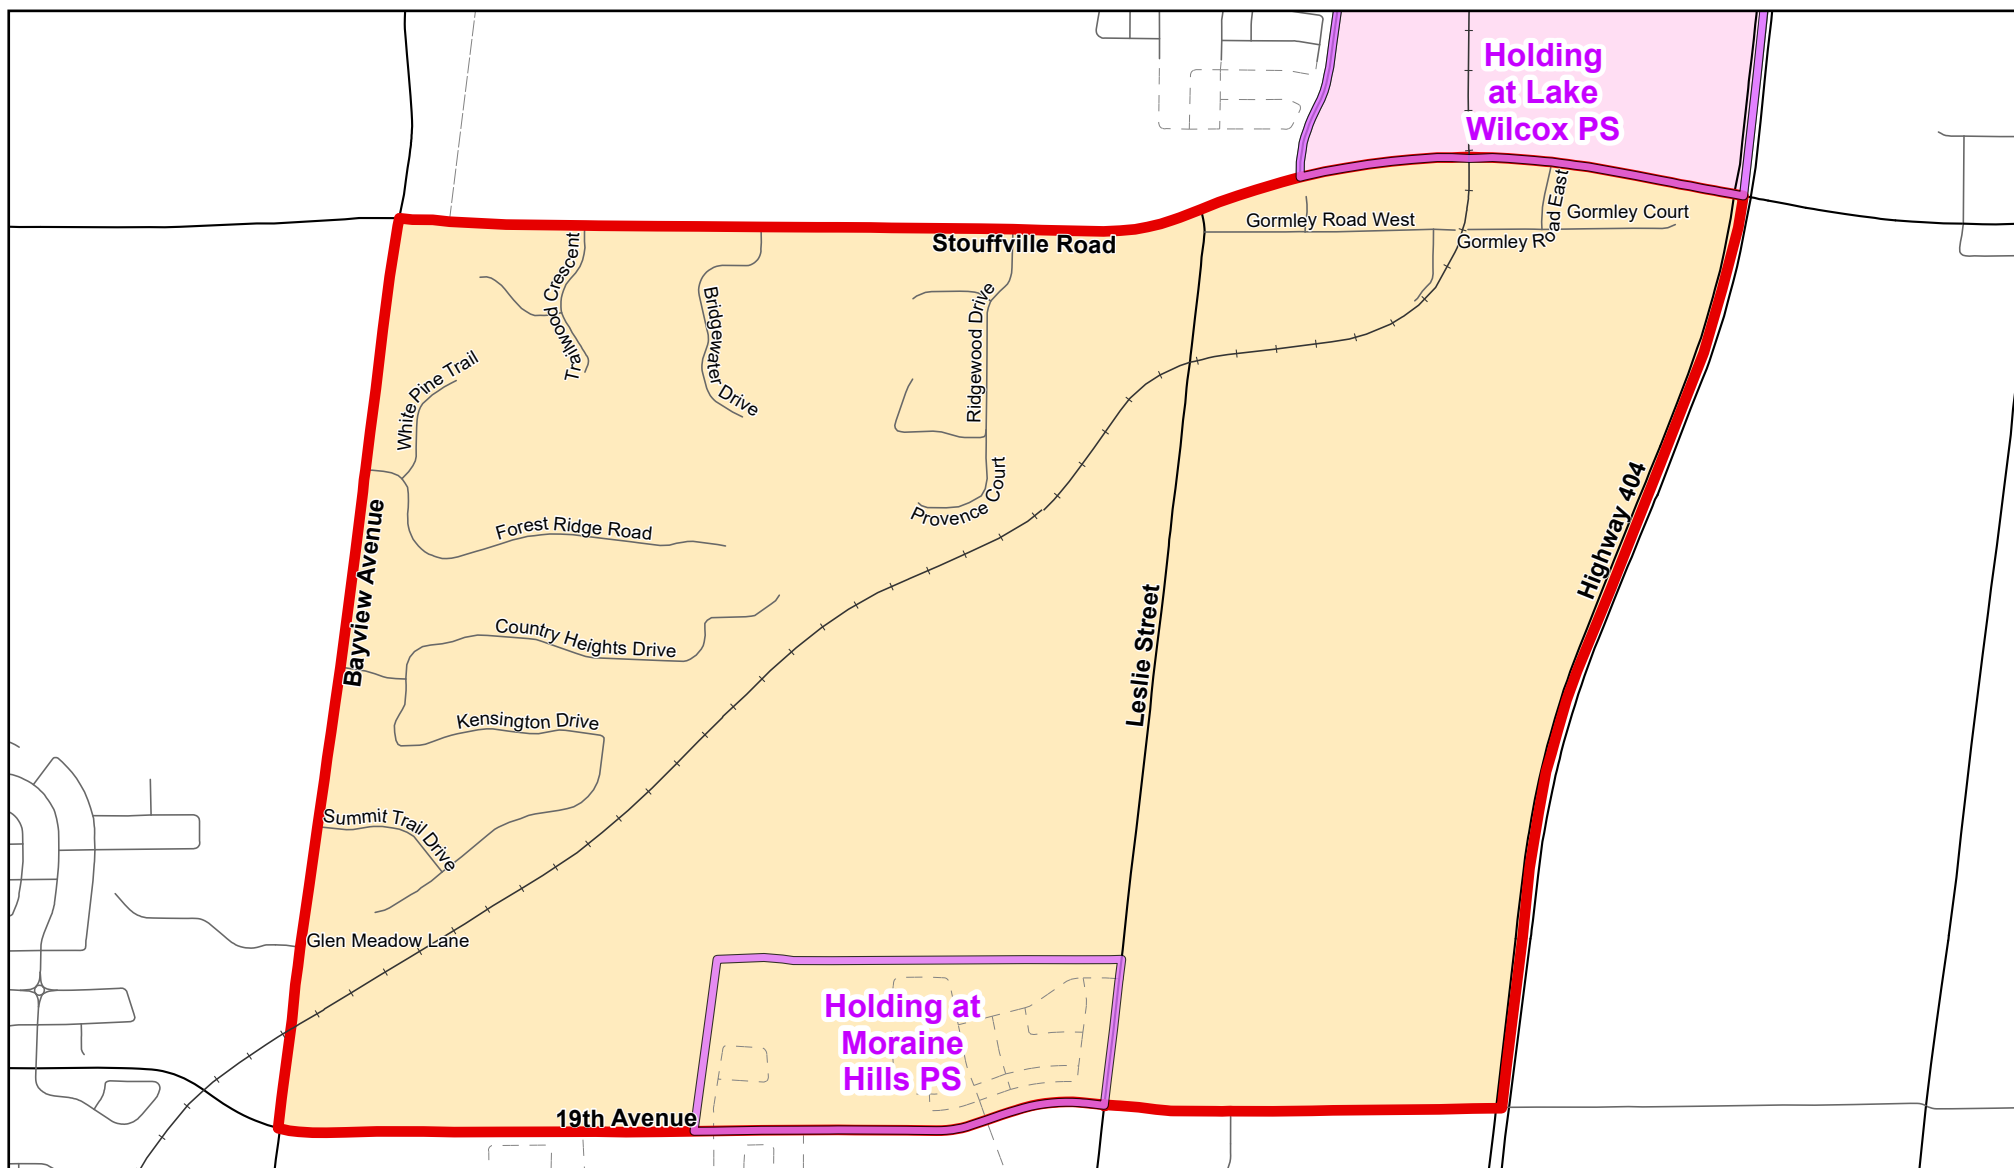 Holding
at Lake
Wilcox PS
Gormley Road West
Gormley Court
Gormley Road East
Stouffville Road
Trailwood Crescent
Bridgewater Drive
Ridgewood Drive
White Pine Trail
Provence Court
Forest Ridge Road
Bayview Avenue
Highway 404
Leslie Street
Country Heights Drive
Kensington Drive
Summit Trail Drive
Glen Meadow Lane
Holding at
Moraine
Hills PS
19th Avenue